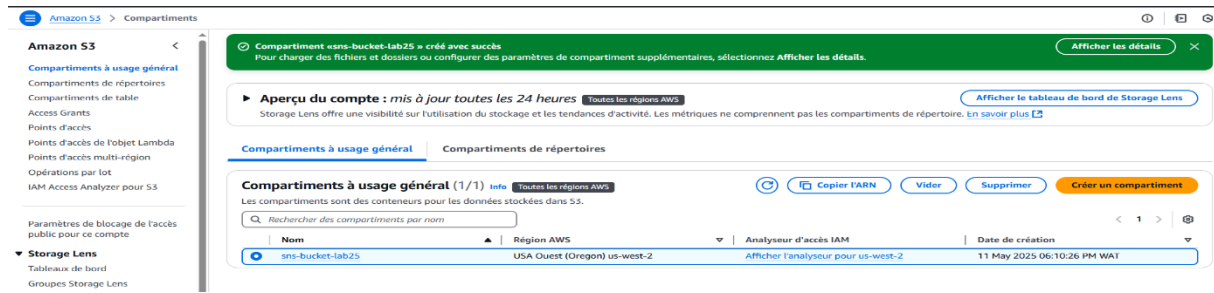 Amazon S3 > Compartiments
Amazon S3
Compartiments à usage général
Compartiments de répertoires
Compartiments de table
Access Grants
Points d'accès
Points d'accès de l'objet Lambda
Points d'accès multi-région
Opérations par lot
IAM Access Analyzer pour S3
Paramètres de blocage de l'accès
public pour ce compte
Storage Lens
Tableaux de bord
Groupes Storage Lens
Compartiment «sns-bucket-lab25 » créé avec succès
Pour charger des fichiers et dossiers ou configurer des paramètres de compartiment supplémentaires, sélectionnez Afficher les détails.
Afficher les détails
Aperçu du compte : mis à jour toutes les 24 heures Toutes les régions AWS
Storage Lens offre une visibilité sur l'utilisation du stockage et les tendances d'activité. Les métriques ne comprennent pas les compartiments de répertoire. En savoir plus
Afficher le tableau de bord de Storage Lens
Compartiments à usage général Compartiments de répertoires
Compartiments à usage général (1/1) Info Toutes les régions AWS
Les compartiments sont des conteneurs pour les données stockées dans S3.
Copier l'ARN Vider Supprimer Créer un compartiment
Rechercher des compartiments par nom
< 1 >
Nom Région AWS Analyseur d'accès IAM Date de création
sns-bucket-lab25 USA Ouest (Oregon) us-west-2 Afficher l'analyseur pour us-west-2 11 May 2025 06:10:26 PM WAT